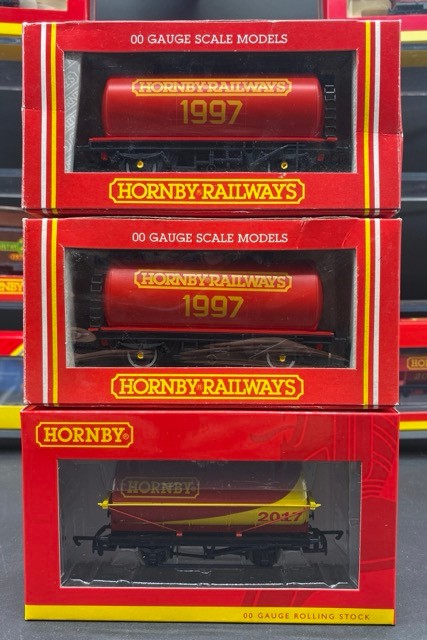 00 GAUGE SCALE MODELS
HORNBY RAILWAYS
1997
HORNBY® RAILWAYS
00 GAUGE SCALE MODELS
HORNBY RAILWAYS
1997
HORNBY® RAILWAYS
HORNBY®
HORNBY
2017
00 GAUGE ROLLING STOCK